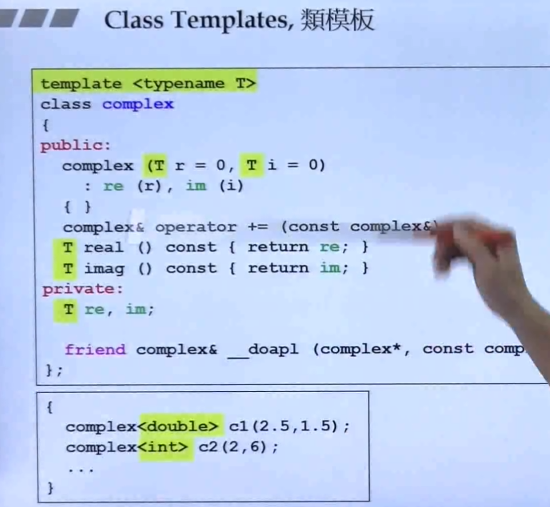 Class Templates, 類模板
template <typename T>
class complex
{
public:
complex (T r = 0, T i = 0)
: re (r), im (i)
{ }
complex& operator += (const complex&)
T real () const { return re; }
T imag () const { return im; }
private:
T re, im;
friend complex& __doapl (complex*, const
};
{
complex<double> c1(2.5,1.5);
complex<int> c2(2,6);
...
}